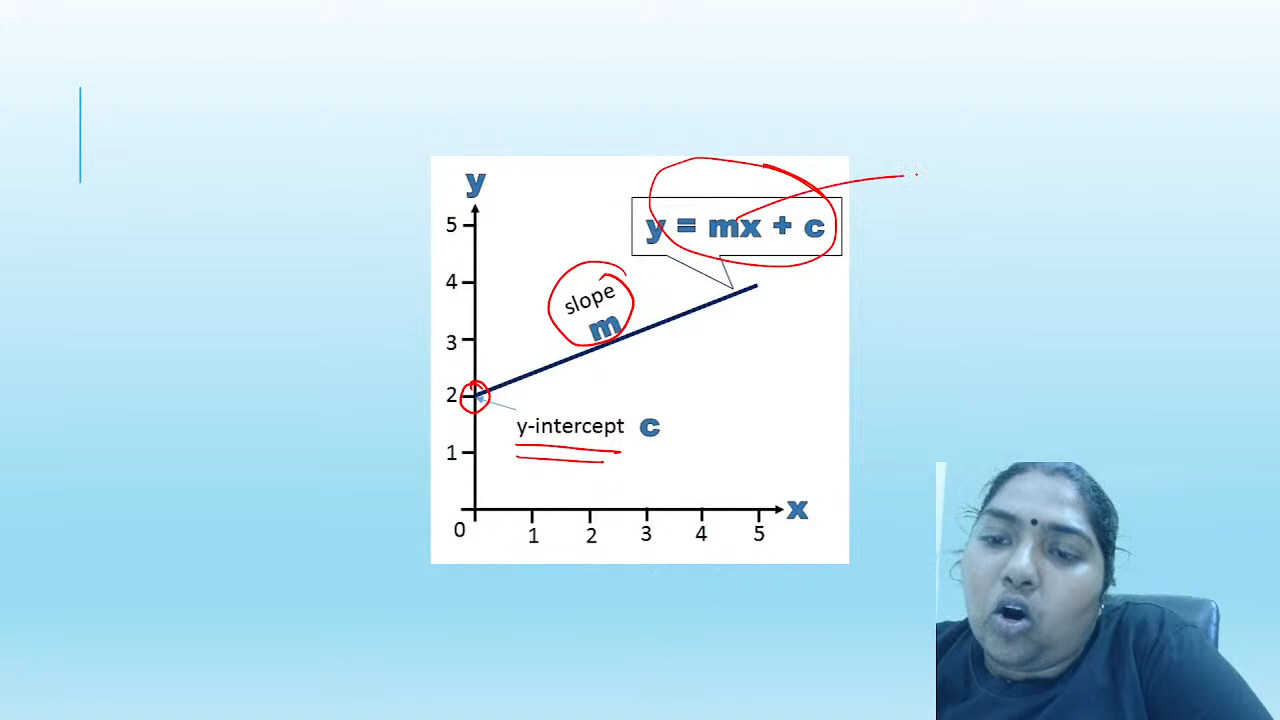 y
5
y = mx + c
4
slope
m
3
2
y-intercept c
1
x
0 1 2 3 4 5